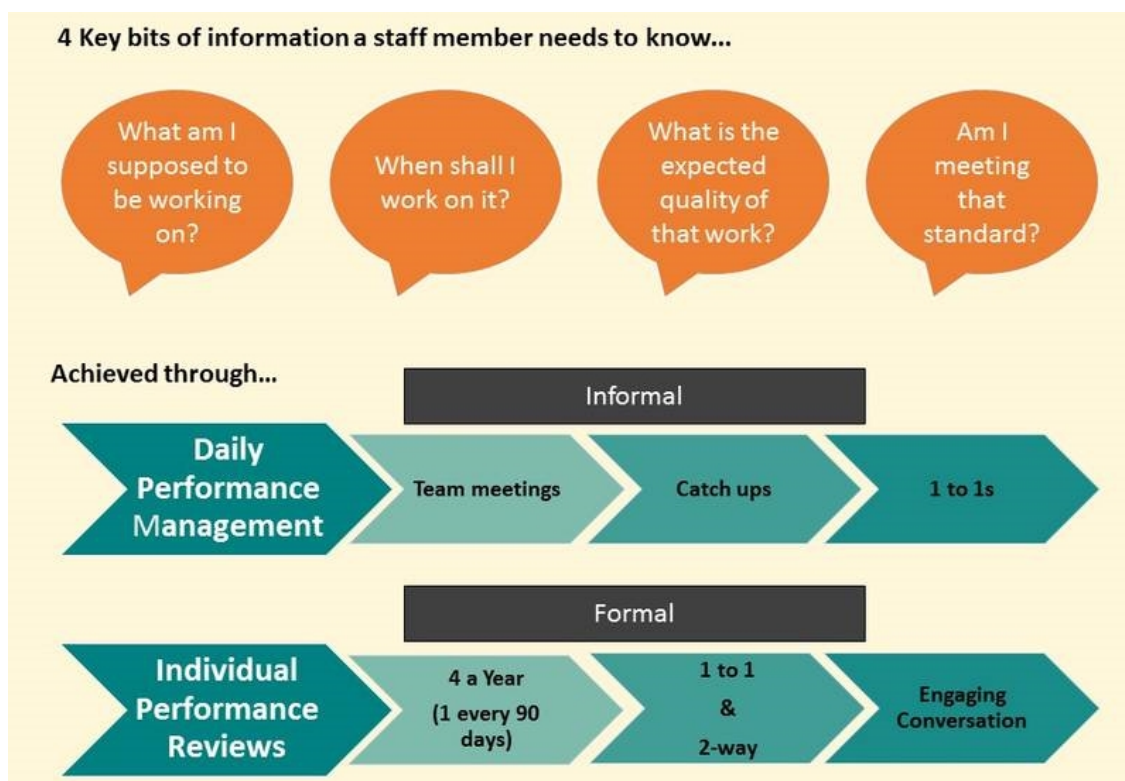 4 Key bits of information a staff member needs to know...
What am I
supposed to
be working
on?
When shall I
work on it?
What is the
expected
quality of
that work?
Am I
meeting
that
standard?
Achieved through...
Informal
Daily
Performance
Management
Team meetings
Catch ups
1 to 1s
Formal
Individual
Performance
Reviews
4 a Year
(1 every 90
days)
1 to 1
&
2-way
Engaging
Conversation